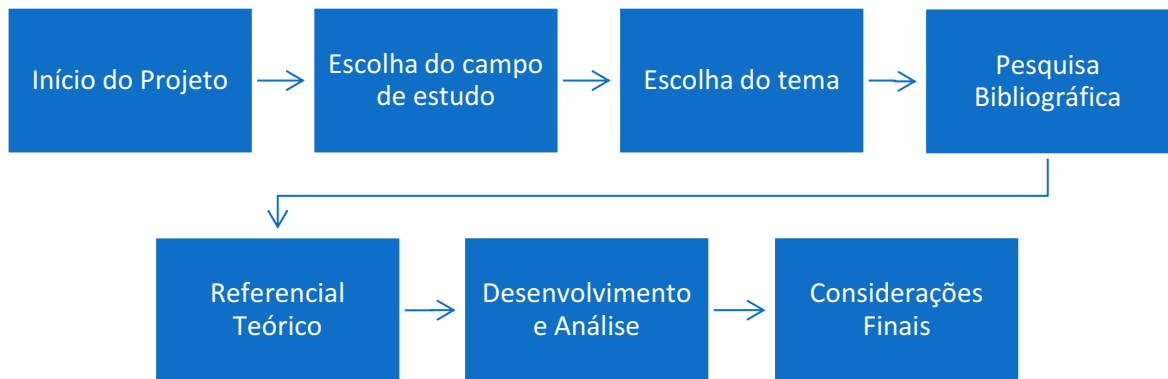 Início do Projeto
Escolha do campo
de estudo
Escolha do tema
Pesquisa
Bibliográfica
Referencial
Teórico
Desenvolvimento
e Análise
Considerações
Finais